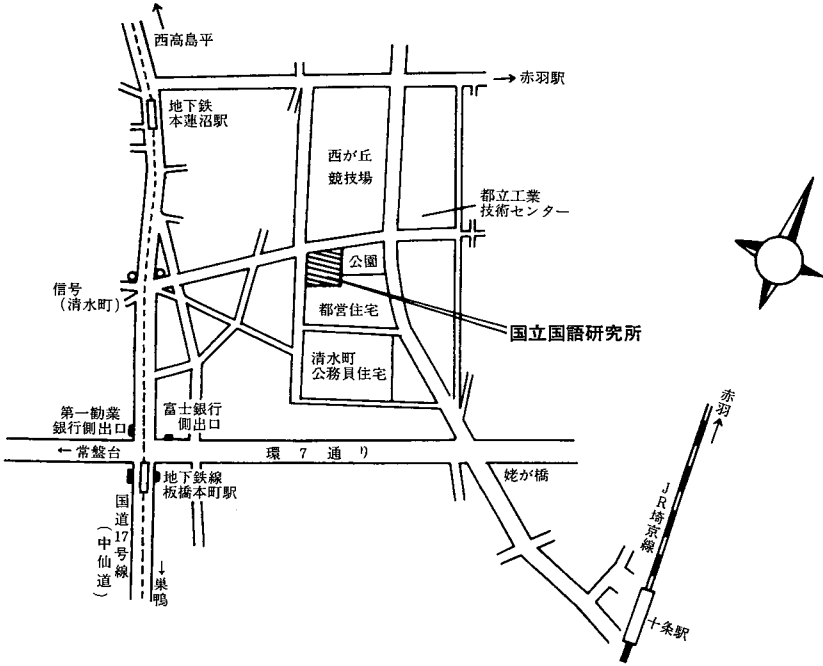 西高島平
→ 赤羽駅
地下鉄
本蓮沼駅
西が丘
競技場
都立工業
技術センター
公園
信号
(清水町)
都営住宅
国立国語研究所
清水町
公務員住宅
第一勧業
銀行側出口
富士銀行
側出口
← 常盤台
環7通り
地下鉄線
板橋本町駅
姥が橋
国道17号線
(中仙道)
→巣鴨
赤羽
JR埼京線
十条駅